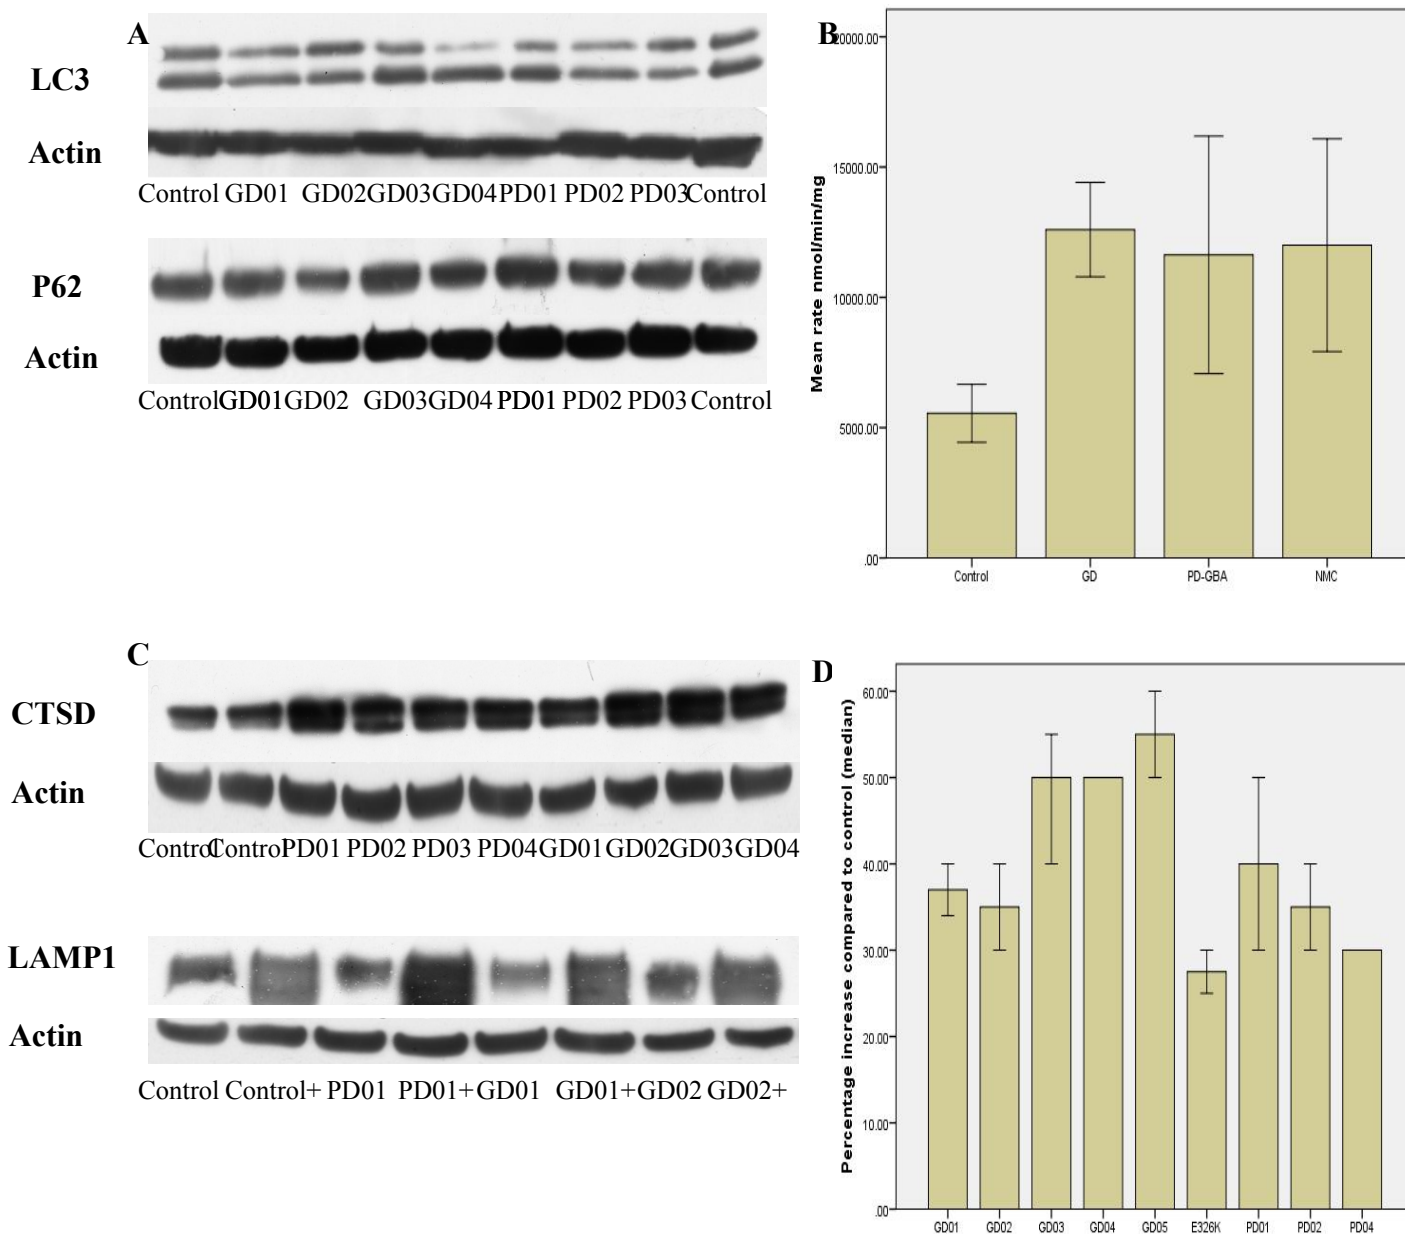 A
LC3
Actin
Control GD01 GD02GD03GD04PD01 PD02 PD03Control
P62
Actin
ControlGD01GD02 GD03GD04 PD01 PD02 PD03 Control
B
20000.00
15000.00
10000.00
5000.00
.00
Mean rate nmol/min/mg
Control GD PD-GBA NMC
C
CTSD
Actin
ControlControlPD01 PD02 PD03 PD04GD01GD02GD03GD04
LAMP1
Actin
Control Control+ PD01 PD01+GD01 GD01+GD02 GD02+
D
60.00
50.00
40.00
30.00
20.00
10.00
.00
Percentage increase compared to control (median)
GD01 GD02 GD03 GD04 GD05 E326K PD01 PD02 PD04